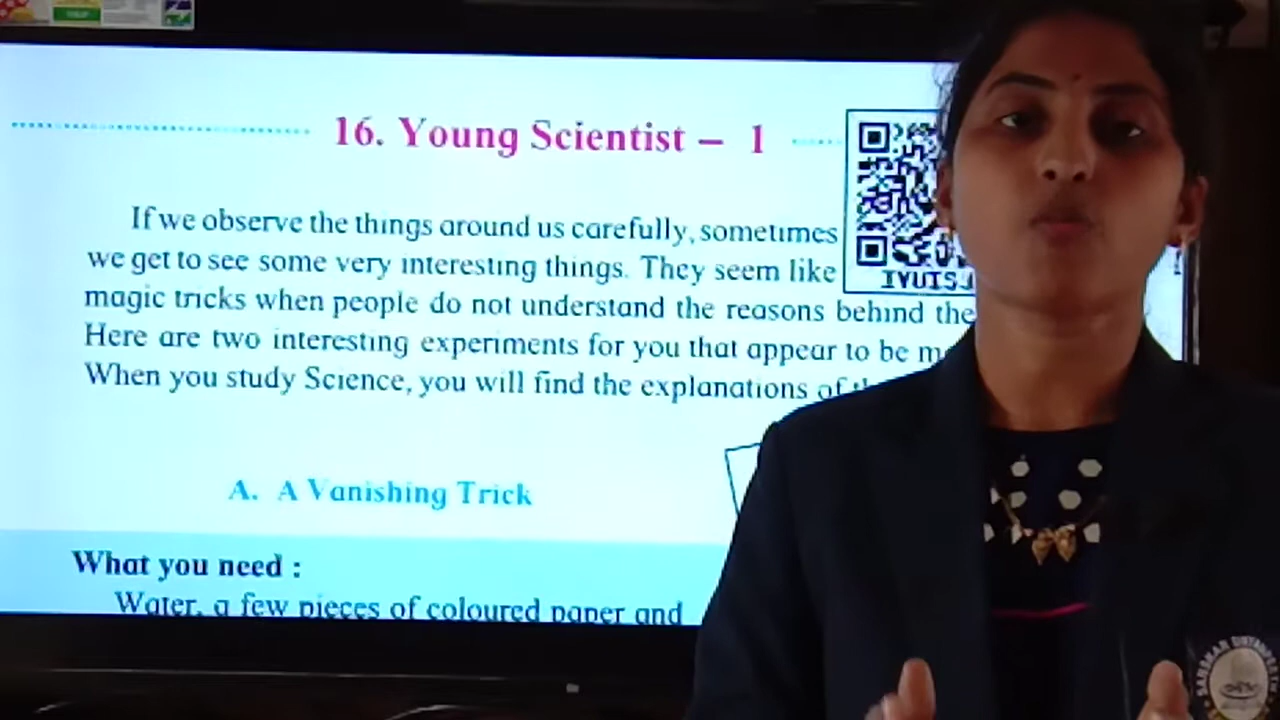 16. Young Scientist – 1
If we observe the things around us carefully, sometimes
we get to see some very interesting things. They seem like
magic tricks when people do not understand the reasons behind the
Here are two interesting experiments for you that appear to be
When you study Science, you will find the explanations of
A. A Vanishing Trick
What you need :
Water, a few pieces of coloured paper and